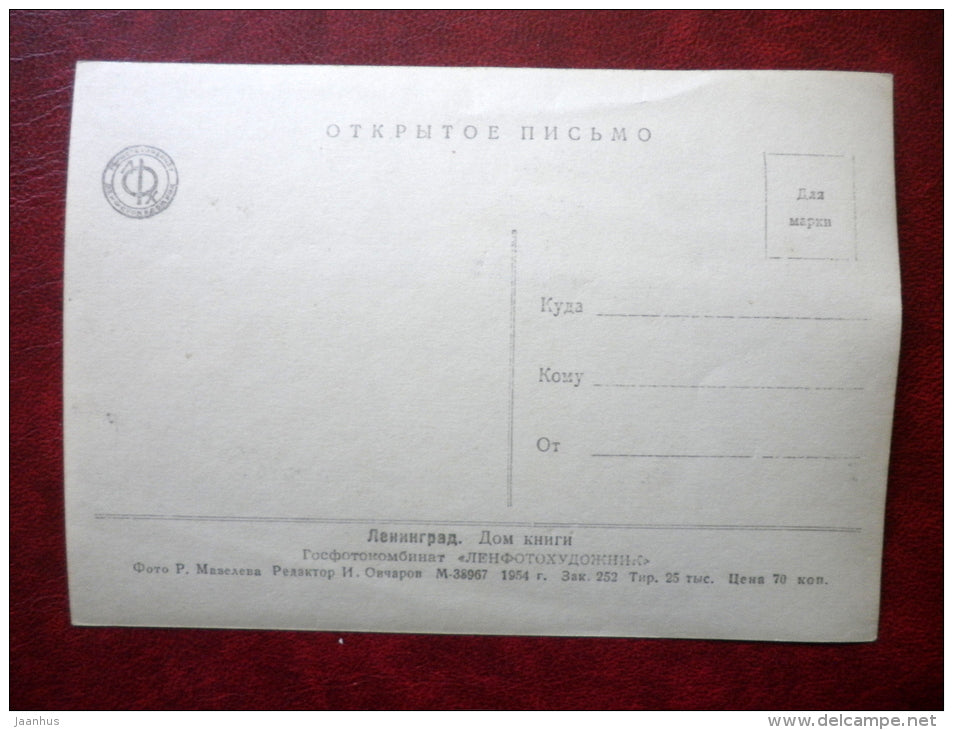 ОТКРЫТОЕ ПИСЬМО
Для
марки
Куда
Кому
От
Ленинград. Дом книги
Госфотокомбинат «ЛЕНФОТОХУДОЖНИК»
Фото Р. Мазелева Редактор И. Овчаров М-38967 1954 г. Зак. 252 Тир. 25 тыс. Цена 70 коп.
jaanhus
delcampe.net